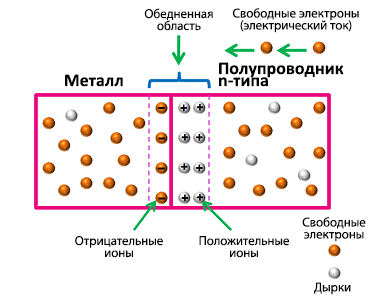 Обедненная
область
Свободные электроны
(электрический ток)
Металл
Полупроводник
n-типа
Отрицательные
ионы
Положительные
ионы
Свободные
электроны
Дырки